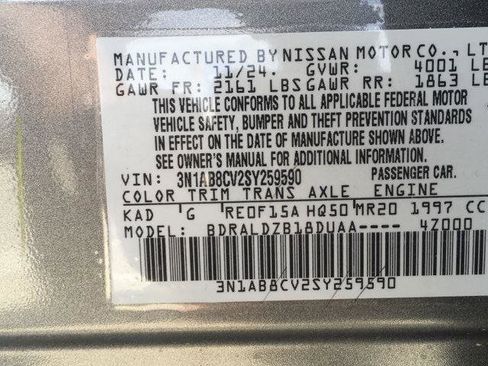 MANUFACTURED BY NISSAN MOTOR CO., LT
DATE: 11/24. GVWR: 4001 LB
GAWR FR: 2161 LBS GAWR RR: 1863 L
THIS VEHICLE CONFORMS TO ALL APPLICABLE FEDERAL MOTOR
VEHICLE SAFETY, BUMPER AND THEFT PREVENTION STANDARDS
IN EFFECT ON THE DATE OF MANUFACTURE SHOWN ABOVE.
SEE OWNER'S MANUAL FOR ADDITIONAL INFORMATION.
VIN: 3N1AB8CV2SY259590 PASSENGER CAR.
COLOR TRIM TRANS AXLE ENGINE
KAD G RE0F15A HQ50 MR20 1997 CC
MODEL: BDRALDZB18DUAA---- 4Z000
3N1AB8CV2SY259590